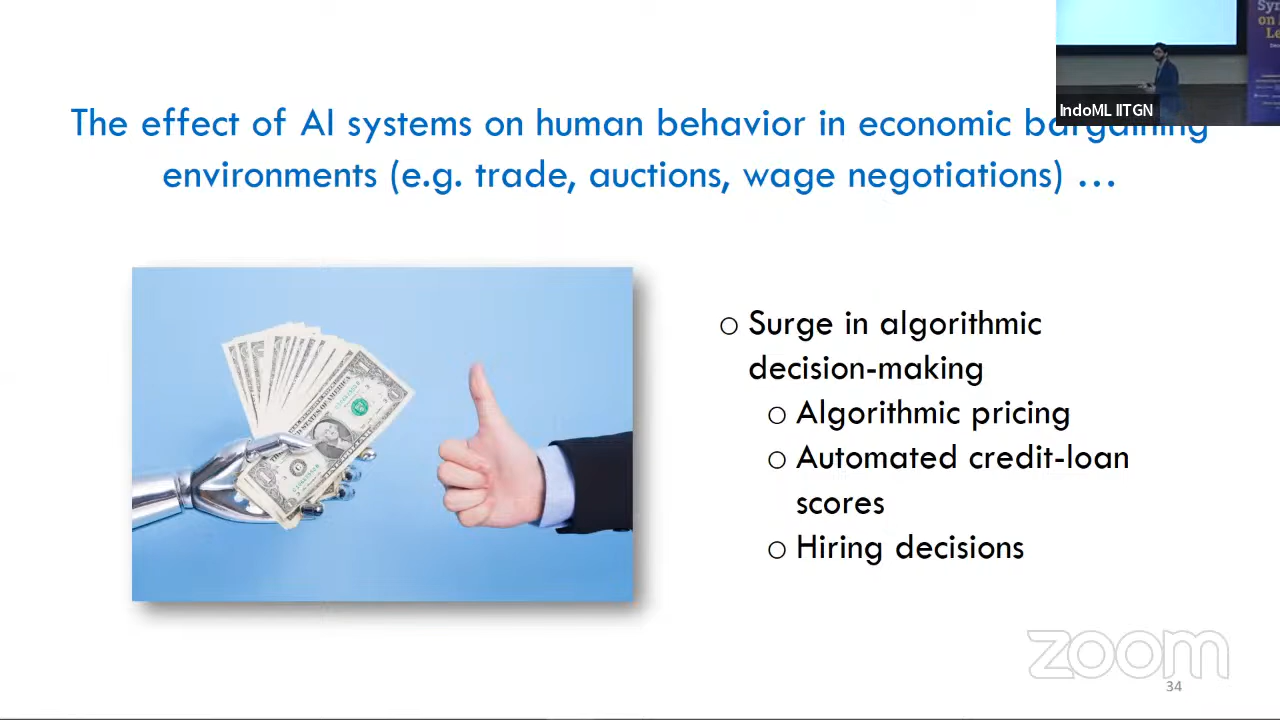 The effect of AI systems on human behavior in economic bargaining
environments (e.g. trade, auctions, wage negotiations) …
IndoML IITGN
Surge in algorithmic
decision-making
Algorithmic pricing
Automated credit-loan
scores
Hiring decisions
zoom
34